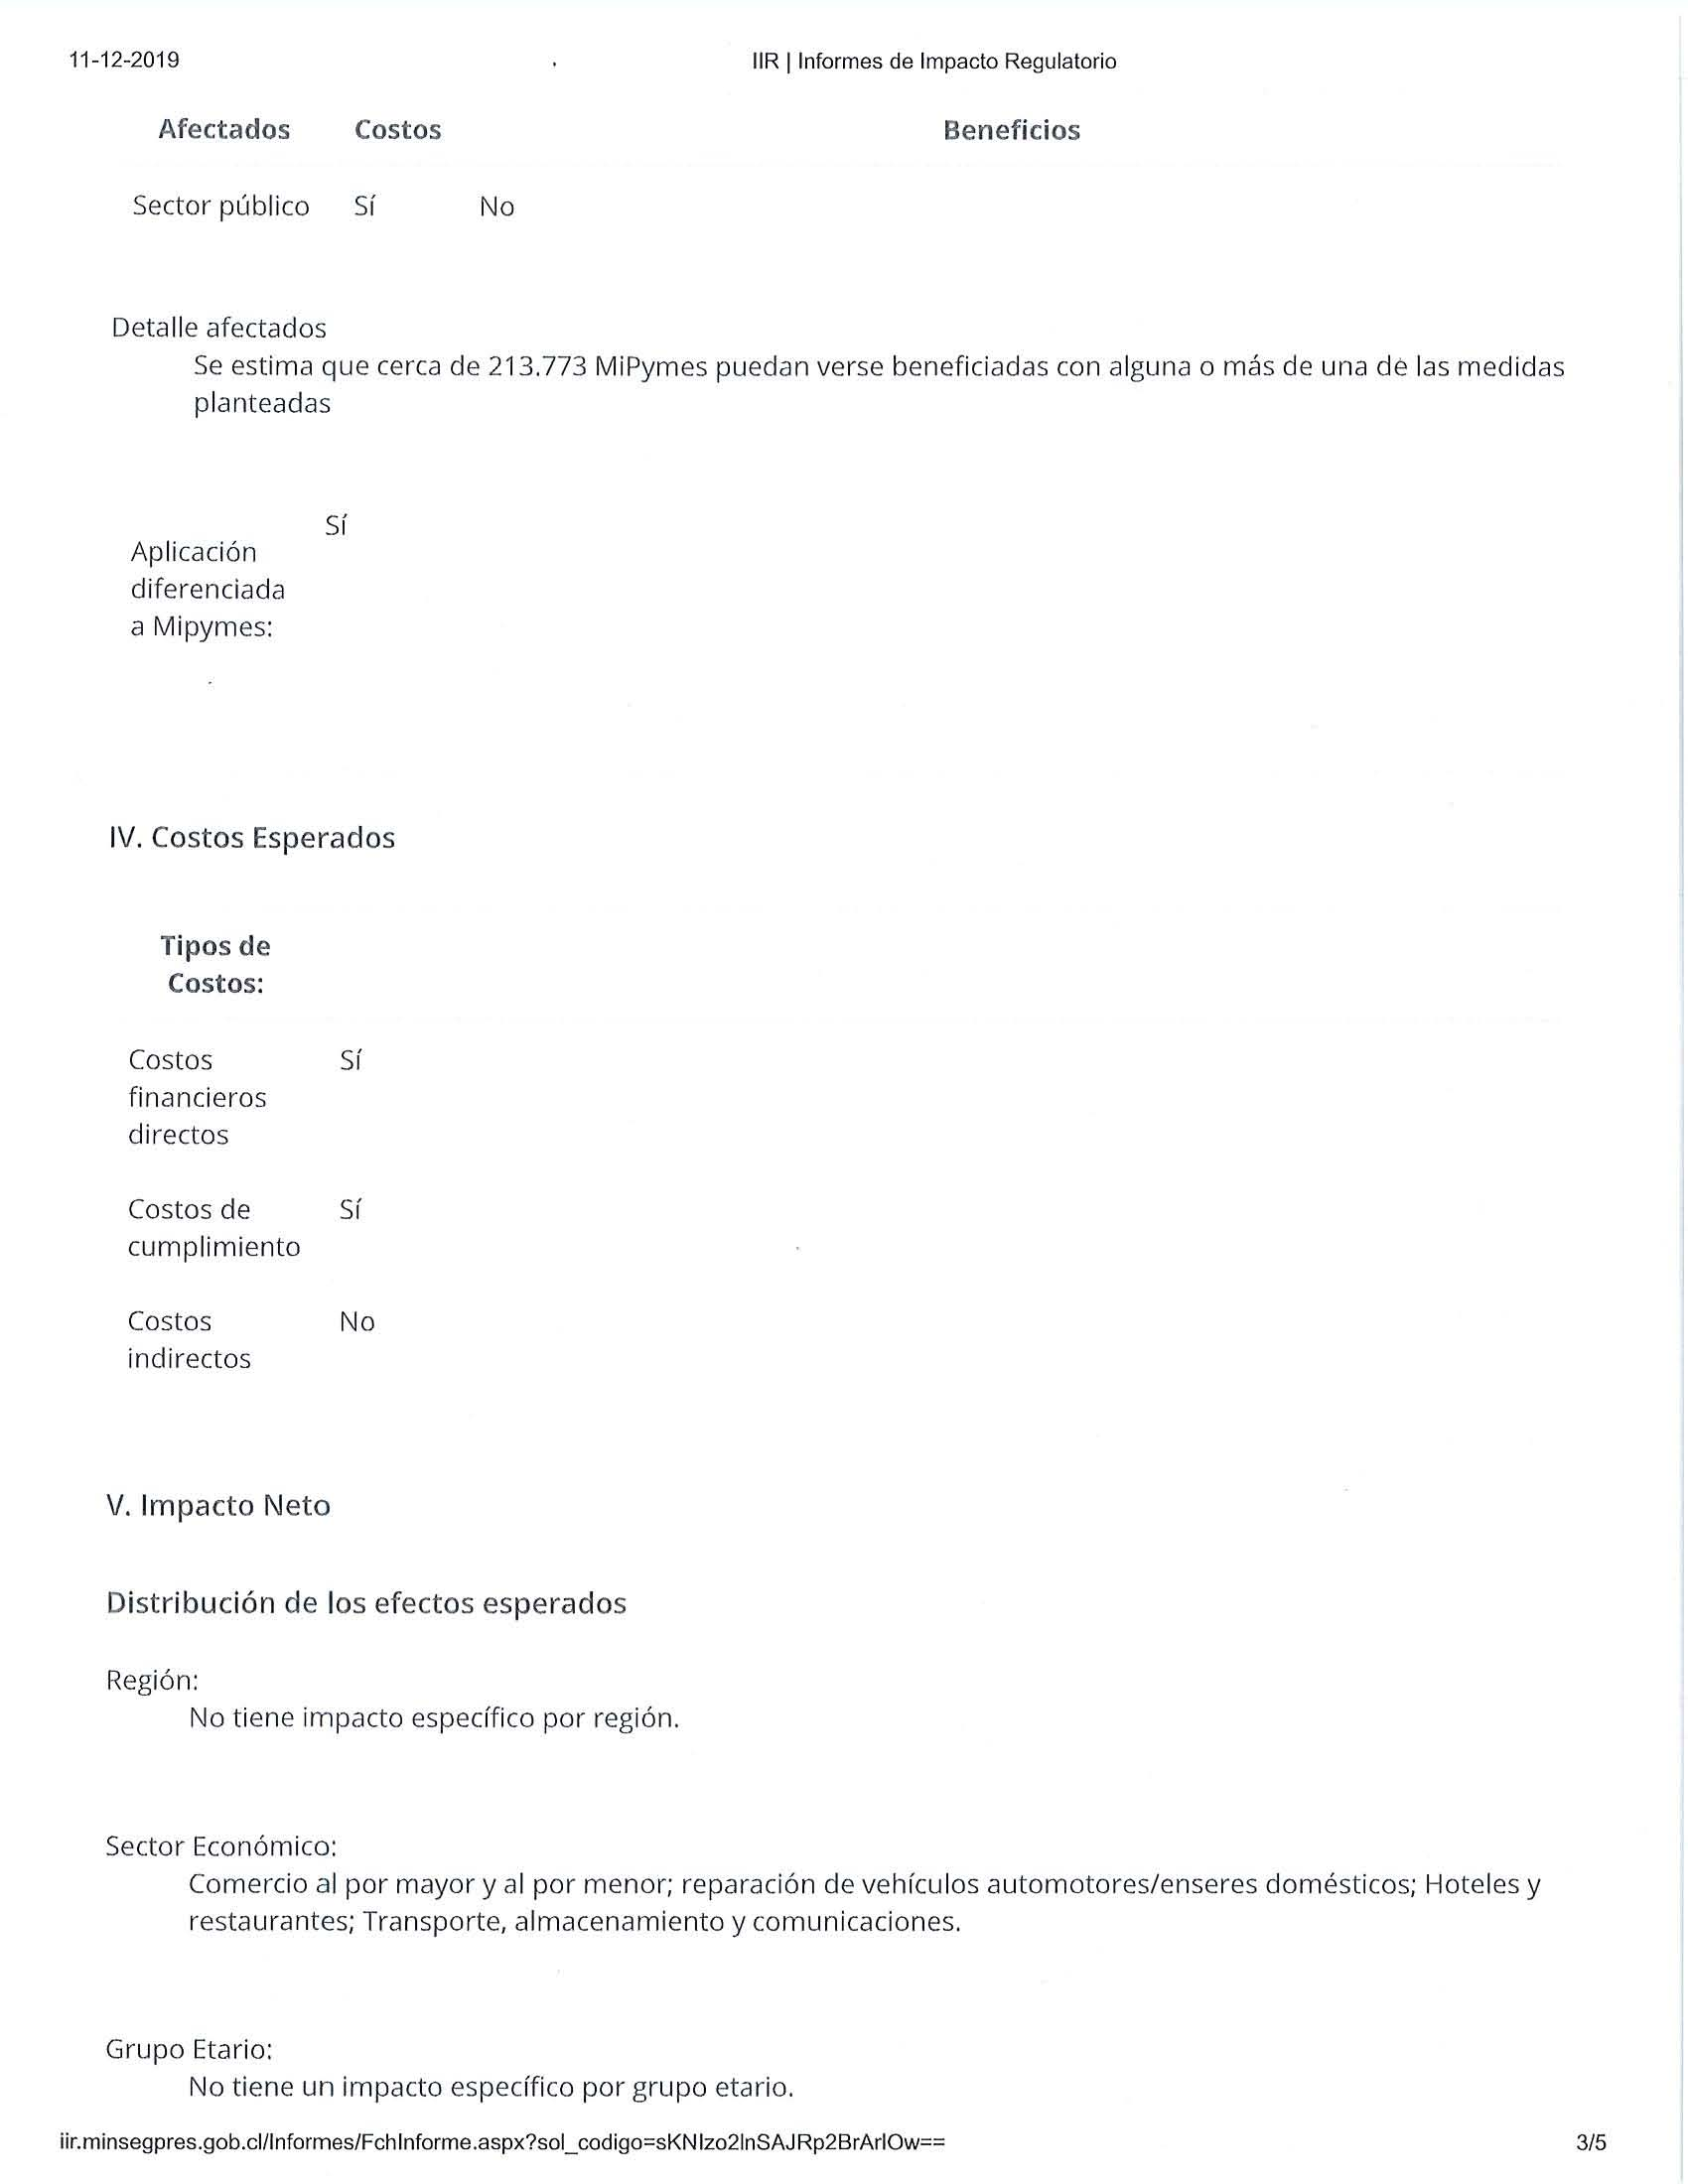 11-12-2019 IIR | Informes de Impacto Regulatorio
Afectados Costos Beneficios
Sector público Sí No
Detalle afectados
Se estima que cerca de 213.773 MiPymes puedan verse beneficiadas con alguna o más de una de las medidas
planteadas
Sí
Aplicación
diferenciada
a Mipymes:
IV. Costos Esperados
Tipos de
Costos:
Costos Sí
financieros
directos
Costos de Sí
cumplimiento
Costos No
indirectos
V. Impacto Neto
Distribución de los efectos esperados
Región:
No tiene impacto específico por región.
Sector Económico:
Comercio al por mayor y al por menor; reparación de vehículos automotores/enseres domésticos; Hoteles y
restaurantes; Transporte, almacenamiento y comunicaciones.
Grupo Etario:
No tiene un impacto específico por grupo etario.
iir.minsegpres.gob.cl/Informes/FchInforme.aspx?sol_codigo=sKNIzo2InSAJRp2BrArIOw== 3/5